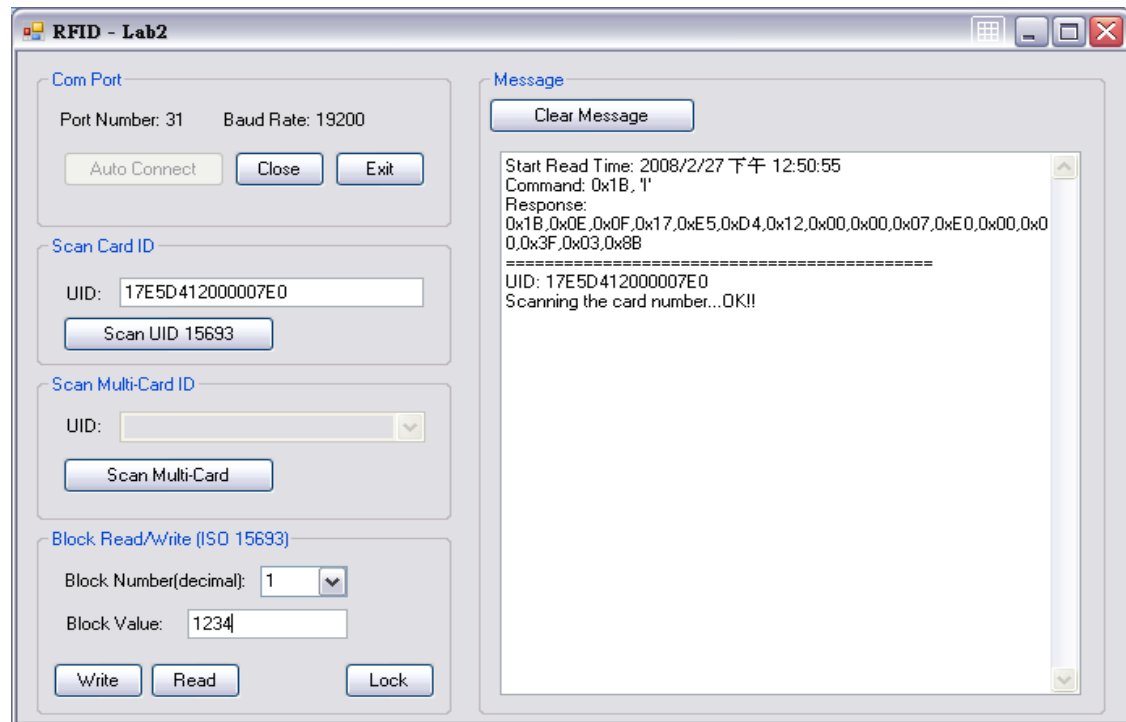 RFID - Lab2
Com Port
Port Number: 31 Baud Rate: 19200
Auto Connect Close Exit
Scan Card ID
UID: 17E5D412000007E0
Scan UID 15693
Scan Multi-Card ID
UID:
Scan Multi-Card
Block Read/Write (ISO 15693)
Block Number(decimal): 1
Block Value: 1234
Write Read Lock
Message
Clear Message
Start Read Time: 2008/2/27 下午 12:50:55
Command: 0x1B, 'I'
Response:
0x1B,0x0E,0x0F,0x17,0xE5,0xD4,0x12,0x00,0x00,0x07,0xE0,0x00,0x0
0,0x3F,0x03,0x8B
============================================
UID: 17E5D412000007E0
Scanning the card number...OK!!